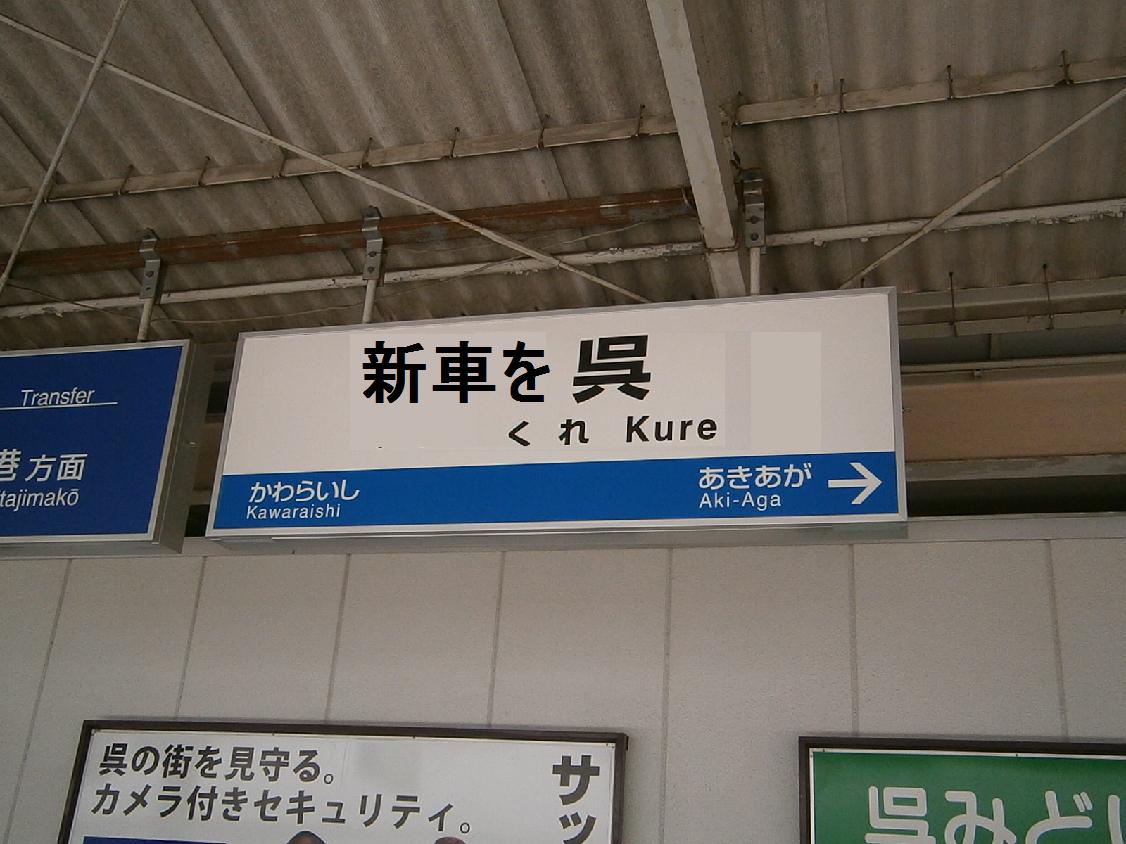 Transfer
港方面
tajimakō
新車を呉
くれ Kure
かわらいし
Kawaraishi
あきあが →
Aki-Aga
呉の街を見守る。
カメラ付きセキュリティ。
サッ
呉みど